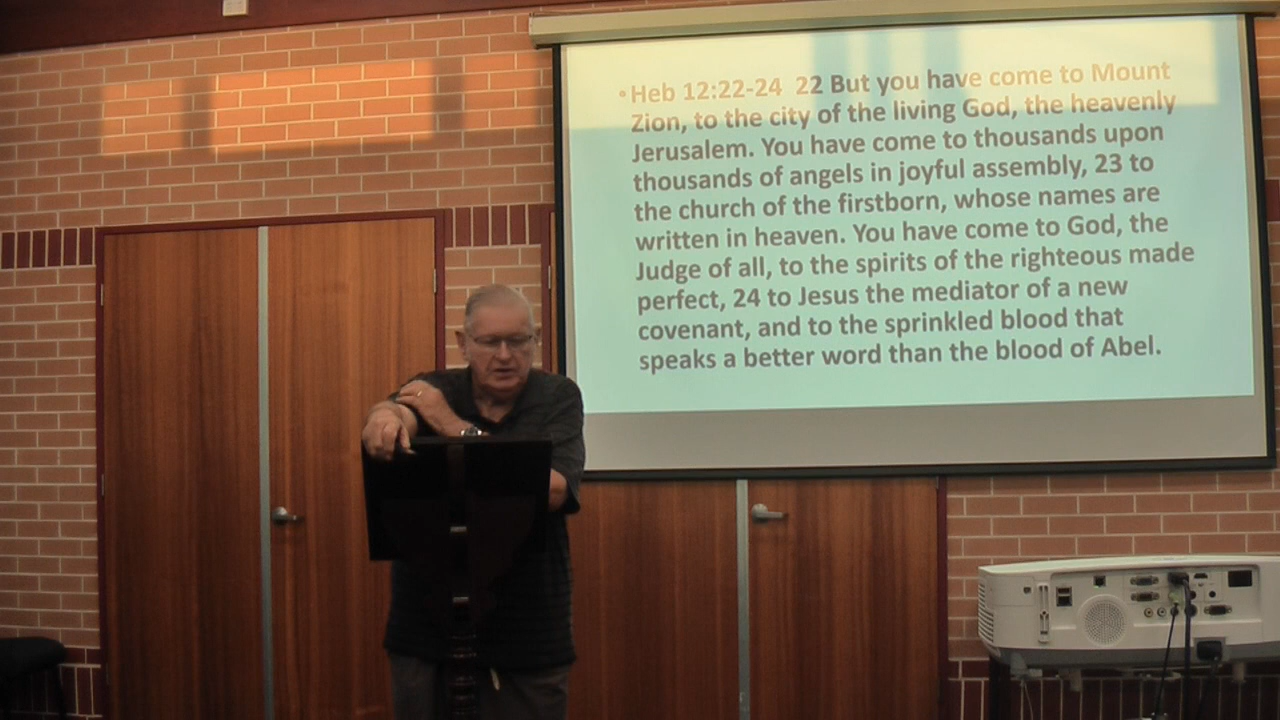 •Heb 12:22-24 22 But you have come to Mount
Zion, to the city of the living God, the heavenly
Jerusalem. You have come to thousands upon
thousands of angels in joyful assembly, 23 to
the church of the firstborn, whose names are
written in heaven. You have come to God, the
Judge of all, to the spirits of the righteous made
perfect, 24 to Jesus the mediator of a new
covenant, and to the sprinkled blood that
speaks a better word than the blood of Abel.